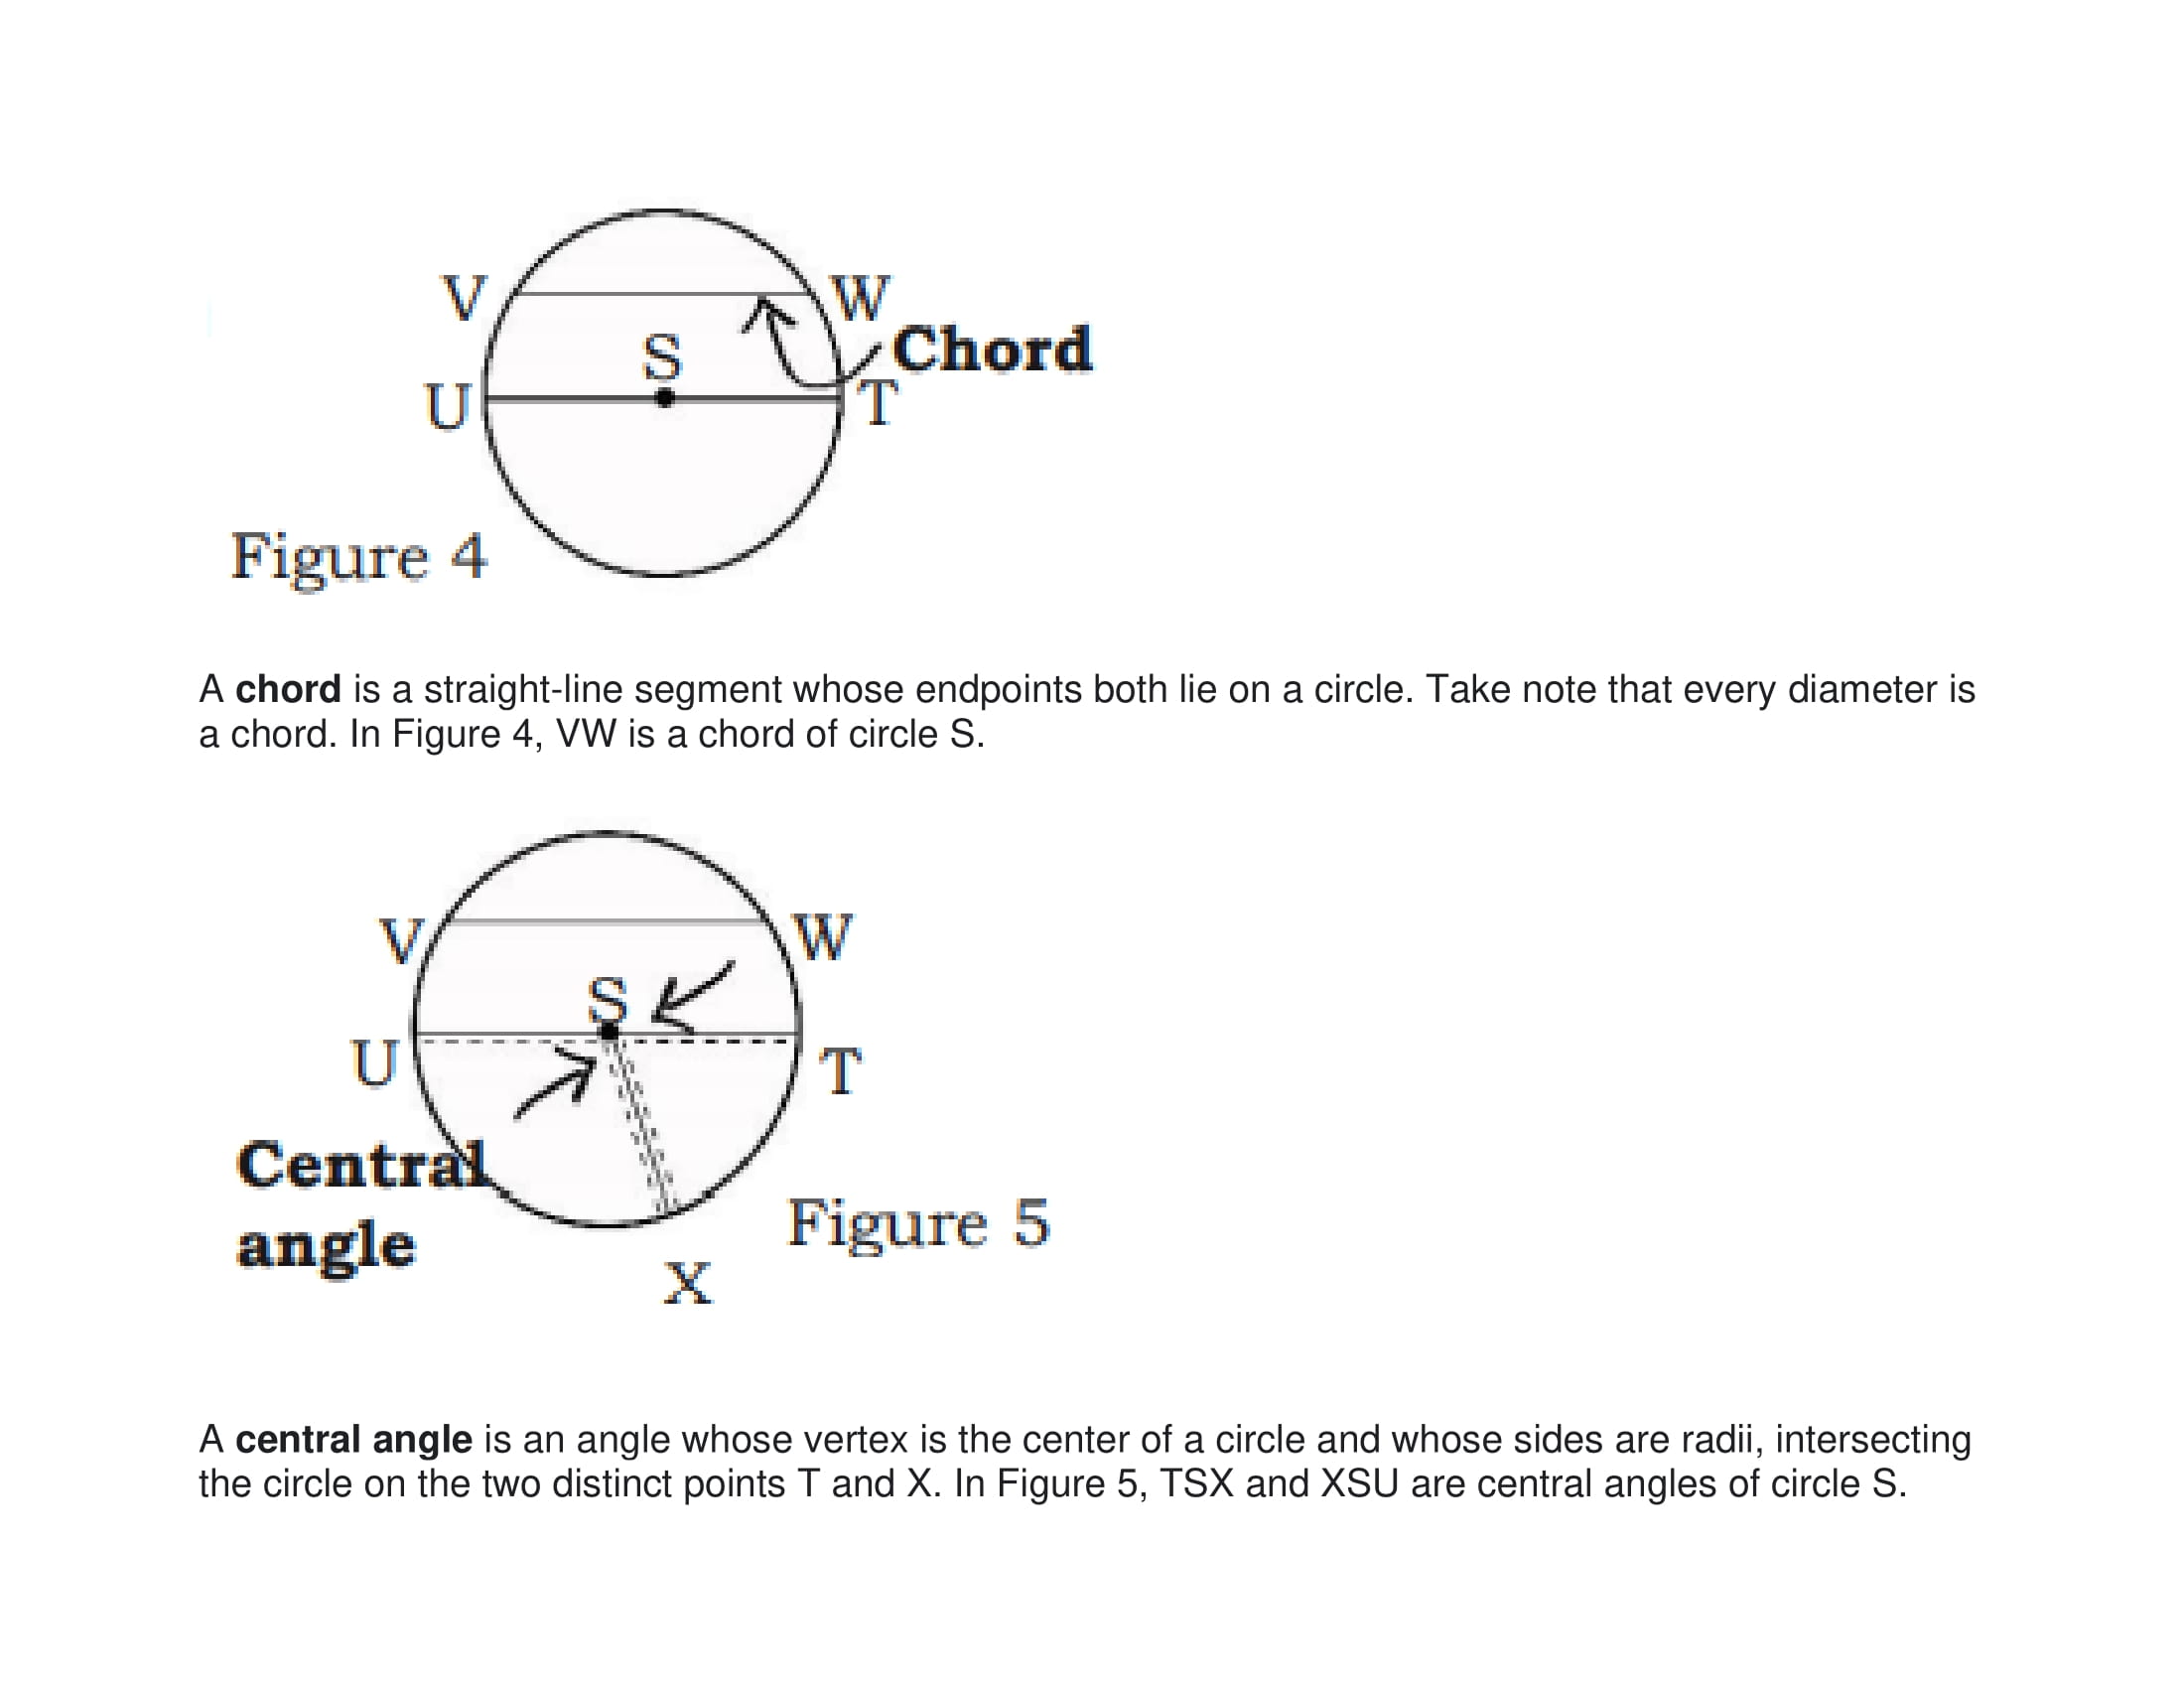 V W
S Chord
U T
Figure 4
A chord is a straight-line segment whose endpoints both lie on a circle. Take note that every diameter is
a chord. In Figure 4, VW is a chord of circle S.
V W
S
U T
Central
angle
Figure 5
X
A central angle is an angle whose vertex is the center of a circle and whose sides are radii, intersecting
the circle on the two distinct points T and X. In Figure 5, TSX and XSU are central angles of circle S.